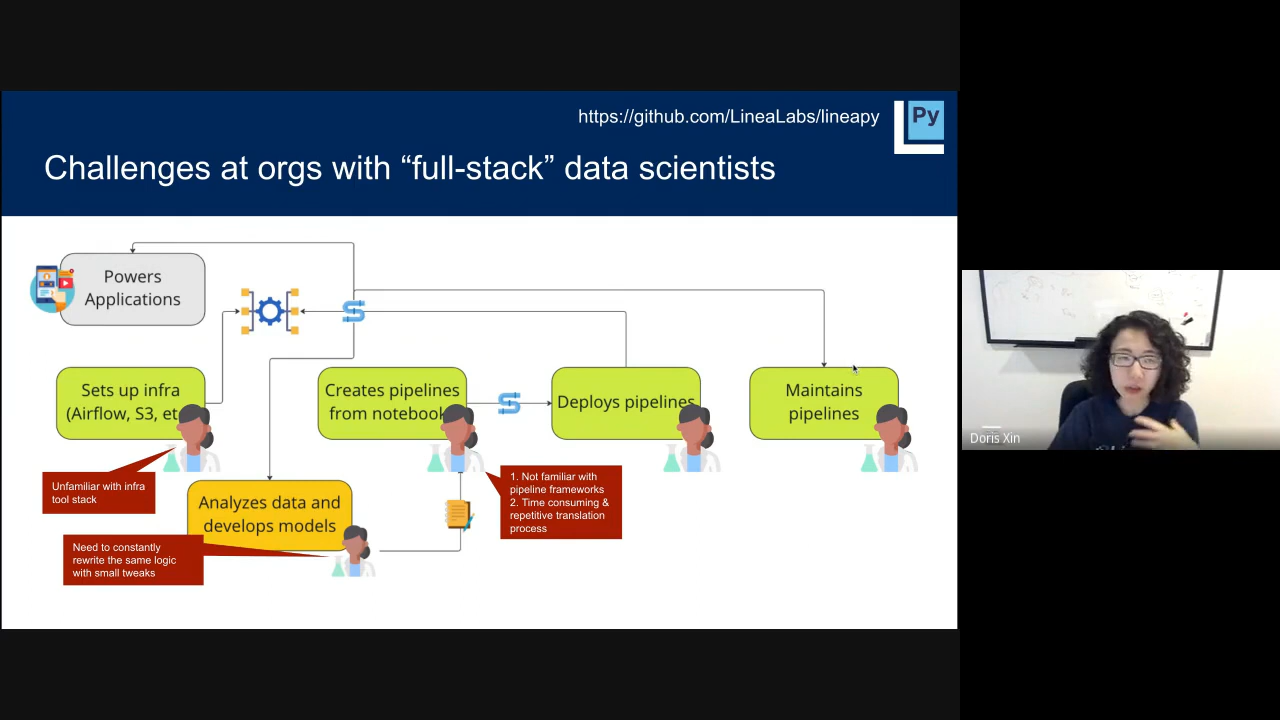 https://github.com/LineaLabs/lineapy
Py
Challenges at orgs with “full-stack” data scientists
Powers
Applications
Sets up infra
(Airflow, S3, et
Creates pipelines
from notebook
Deploys pipelines
Maintains
pipelines
Unfamiliar with infra
tool stack
Analyzes data and
develops models
1. Not familiar with
pipeline frameworks
2. Time consuming &
repetitive translation
process
Need to constantly
rewrite the same logic
with small tweaks
Doris Xin